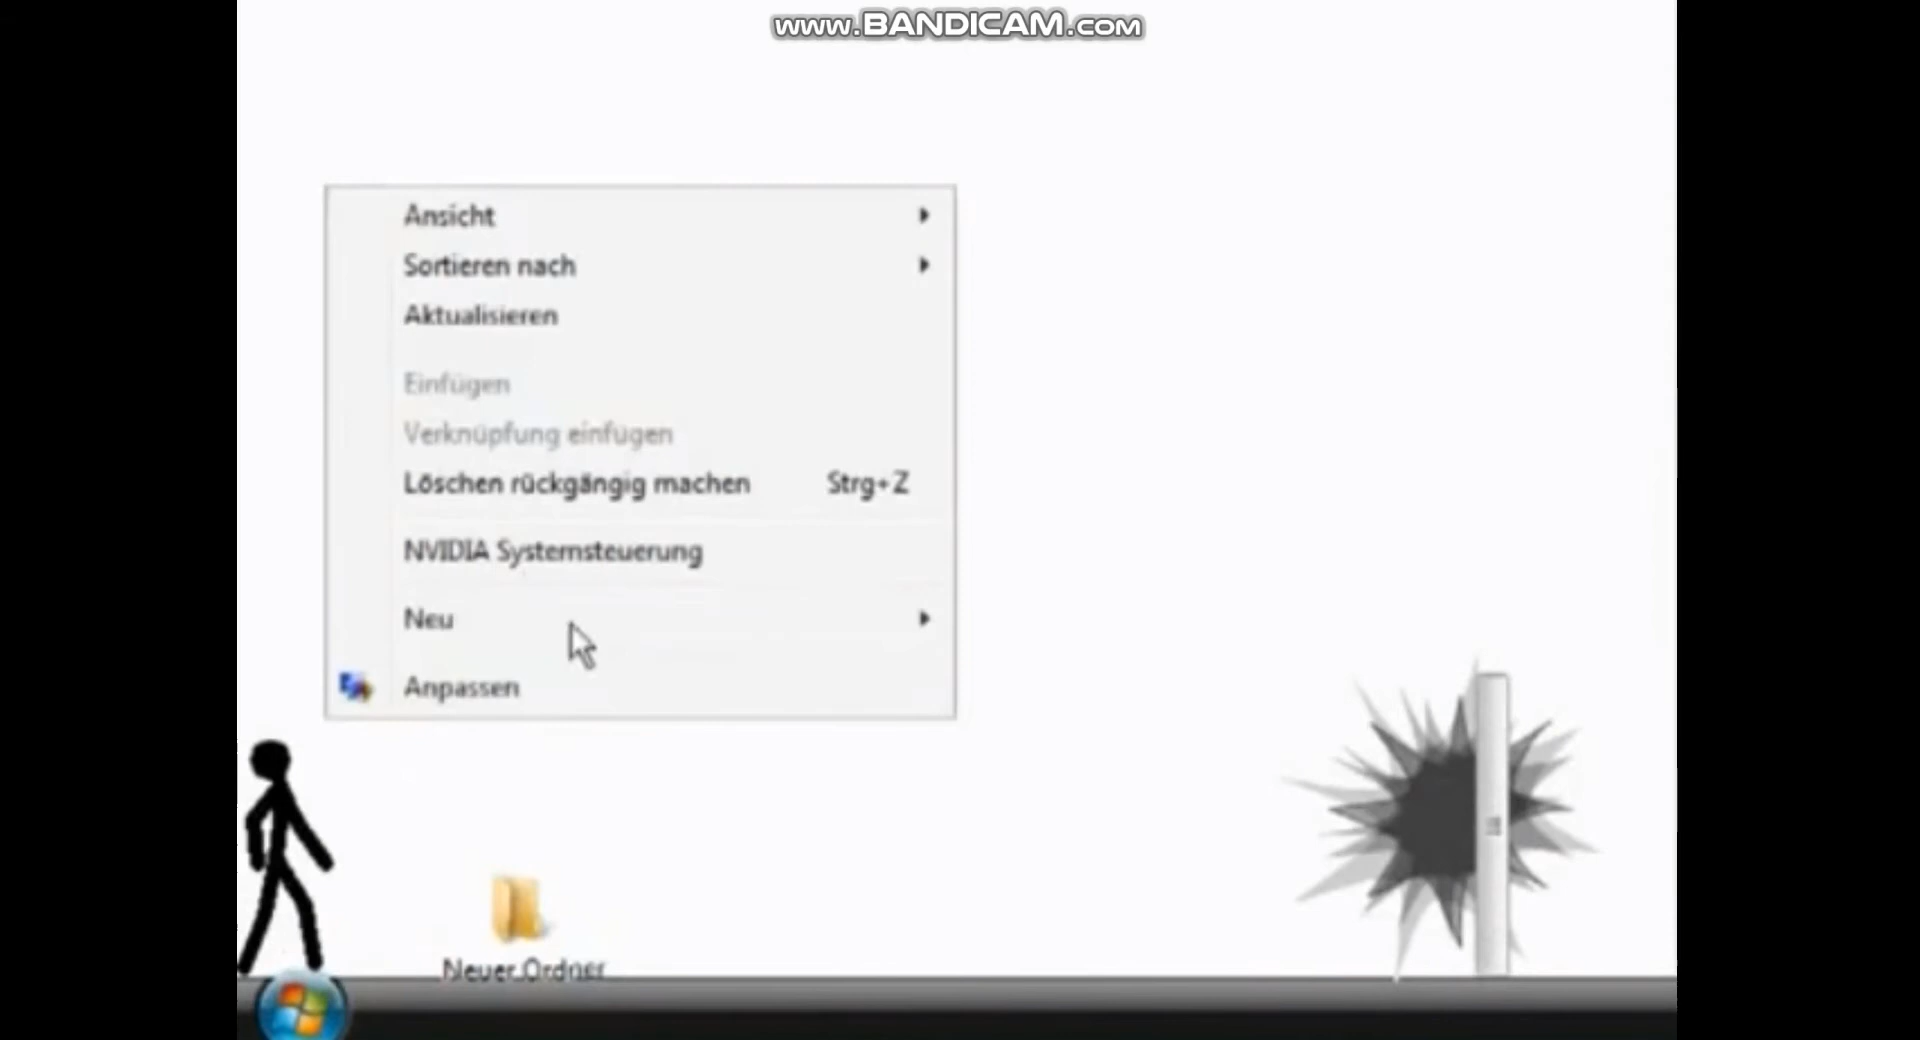 www.BANDICAM.com
Ansicht
Sortieren nach
Aktualisieren
Einfügen
Verknüpfung einfügen
Löschen rückgängig machen Strg+Z
NVIDIA Systemsteuerung
Neu
Anpassen
Neuer Ordner